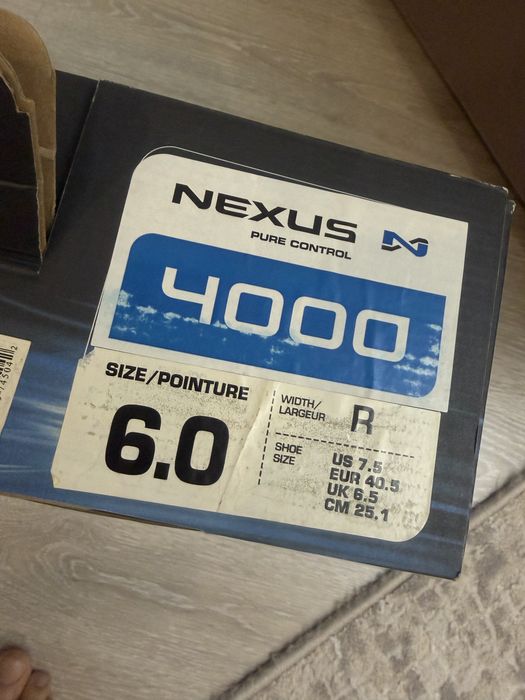 NEXUS N
PURE CONTROL
4000
SIZE/POINTURE
6.0
WIDTH/
LARGEUR
R
SHOE
SIZE
US 7.5
EUR 40.5
UK 6.5
CM 25.1